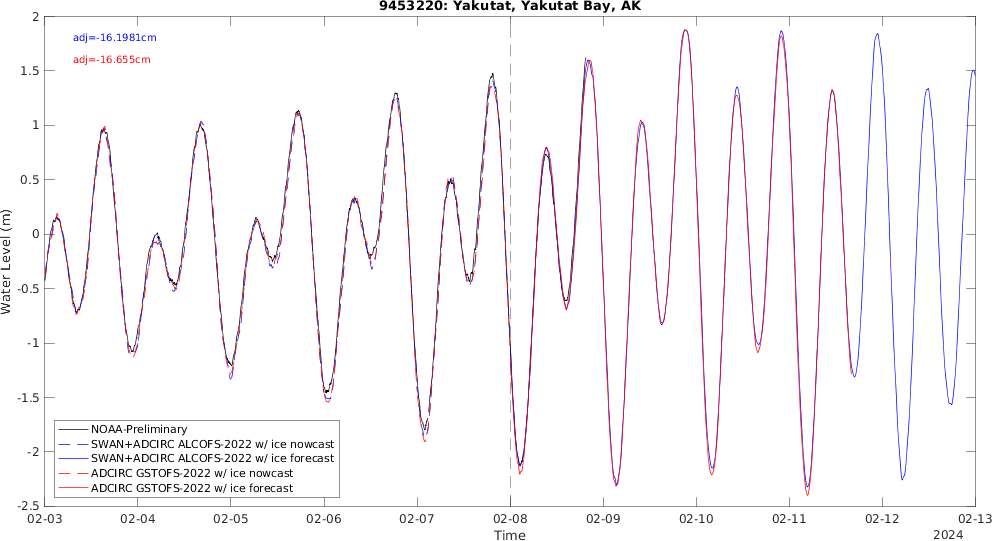 9453220: Yakutat, Yakutat Bay, AK
adj=-16.1981cm
adj=-16.655cm
Water Level (m)
2
1.5
1
0.5
0
-0.5
-1
-1.5
-2
-2.5
NOAA-Preliminary
SWAN+ADCIRC ALCOFS-2022 w/ ice nowcast
SWAN+ADCIRC ALCOFS-2022 w/ ice forecast
ADCIRC GSTOFS-2022 w/ ice nowcast
ADCIRC GSTOFS-2022 w/ ice forecast
02-03 02-04 02-05 02-06 02-07 02-08 02-09 02-10 02-11 02-12 02-13
Time
2024